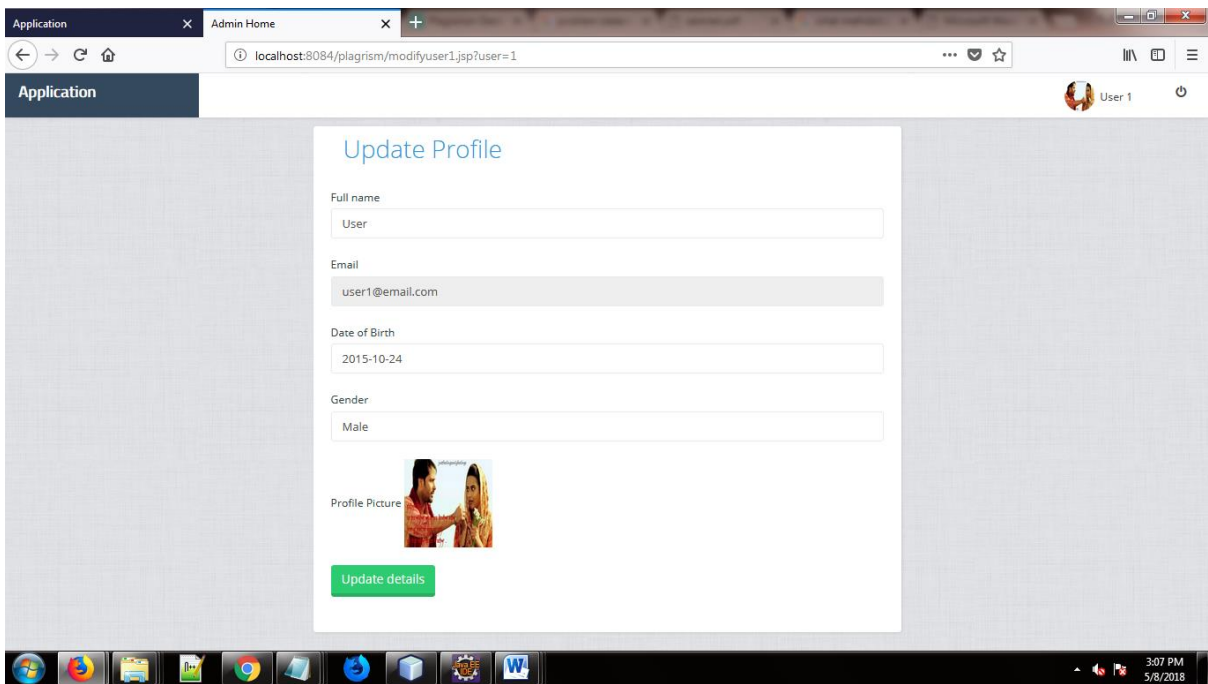 Application
Admin Home
localhost:8084/plagrism/modifyuser1.jsp?user=1
Application
User 1
Update Profile
Full name
User
Email
user1@email.com
Date of Birth
2015-10-24
Gender
Male
Profile Picture
Update details
3:07 PM
5/8/2018